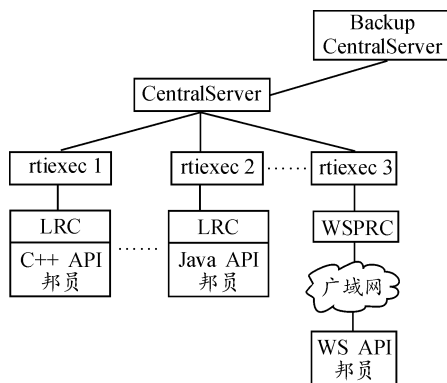 Backup
CentralServer
CentralServer
rtiexec 1
rtiexec 2
......
rtiexec 3
LRC
C++ API
邦员
......
LRC
Java API
邦员
WSPRC
广域网
WS API
邦员